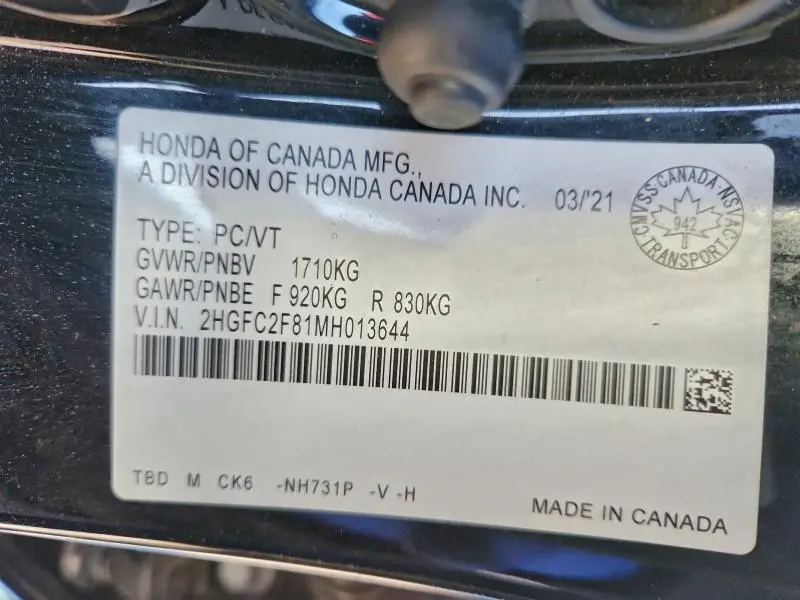 HONDA OF CANADA MFG.,
A DIVISION OF HONDA CANADA INC. 03/'21
TYPE: PC/VT
GVWR/PNBV 1710KG
GAWR/PNBE F 920KG R 830KG
V.I.N. 2HGFC2F81MH013644
CMVSS·CANADA·NSVAC·TRANSPORT·
942
TBD M CK6 -NH731P -V -H
MADE IN CANADA